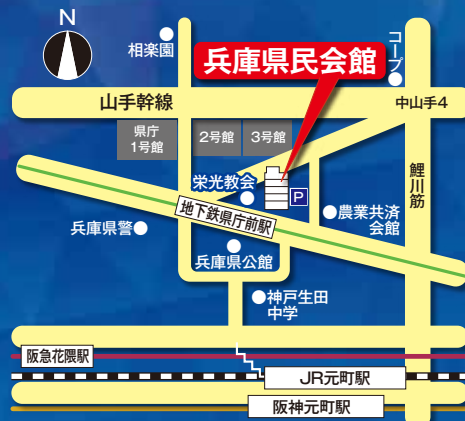 N
相楽園
コープ
兵庫県民会館
山手幹線
中山手4
県庁
1号館
2号館
3号館
鯉川筋
栄光教会
P
地下鉄県庁前駅
農業共済
会館
兵庫県警
兵庫県公館
神戸生田
中学
阪急花隈駅
JR元町駅
阪神元町駅